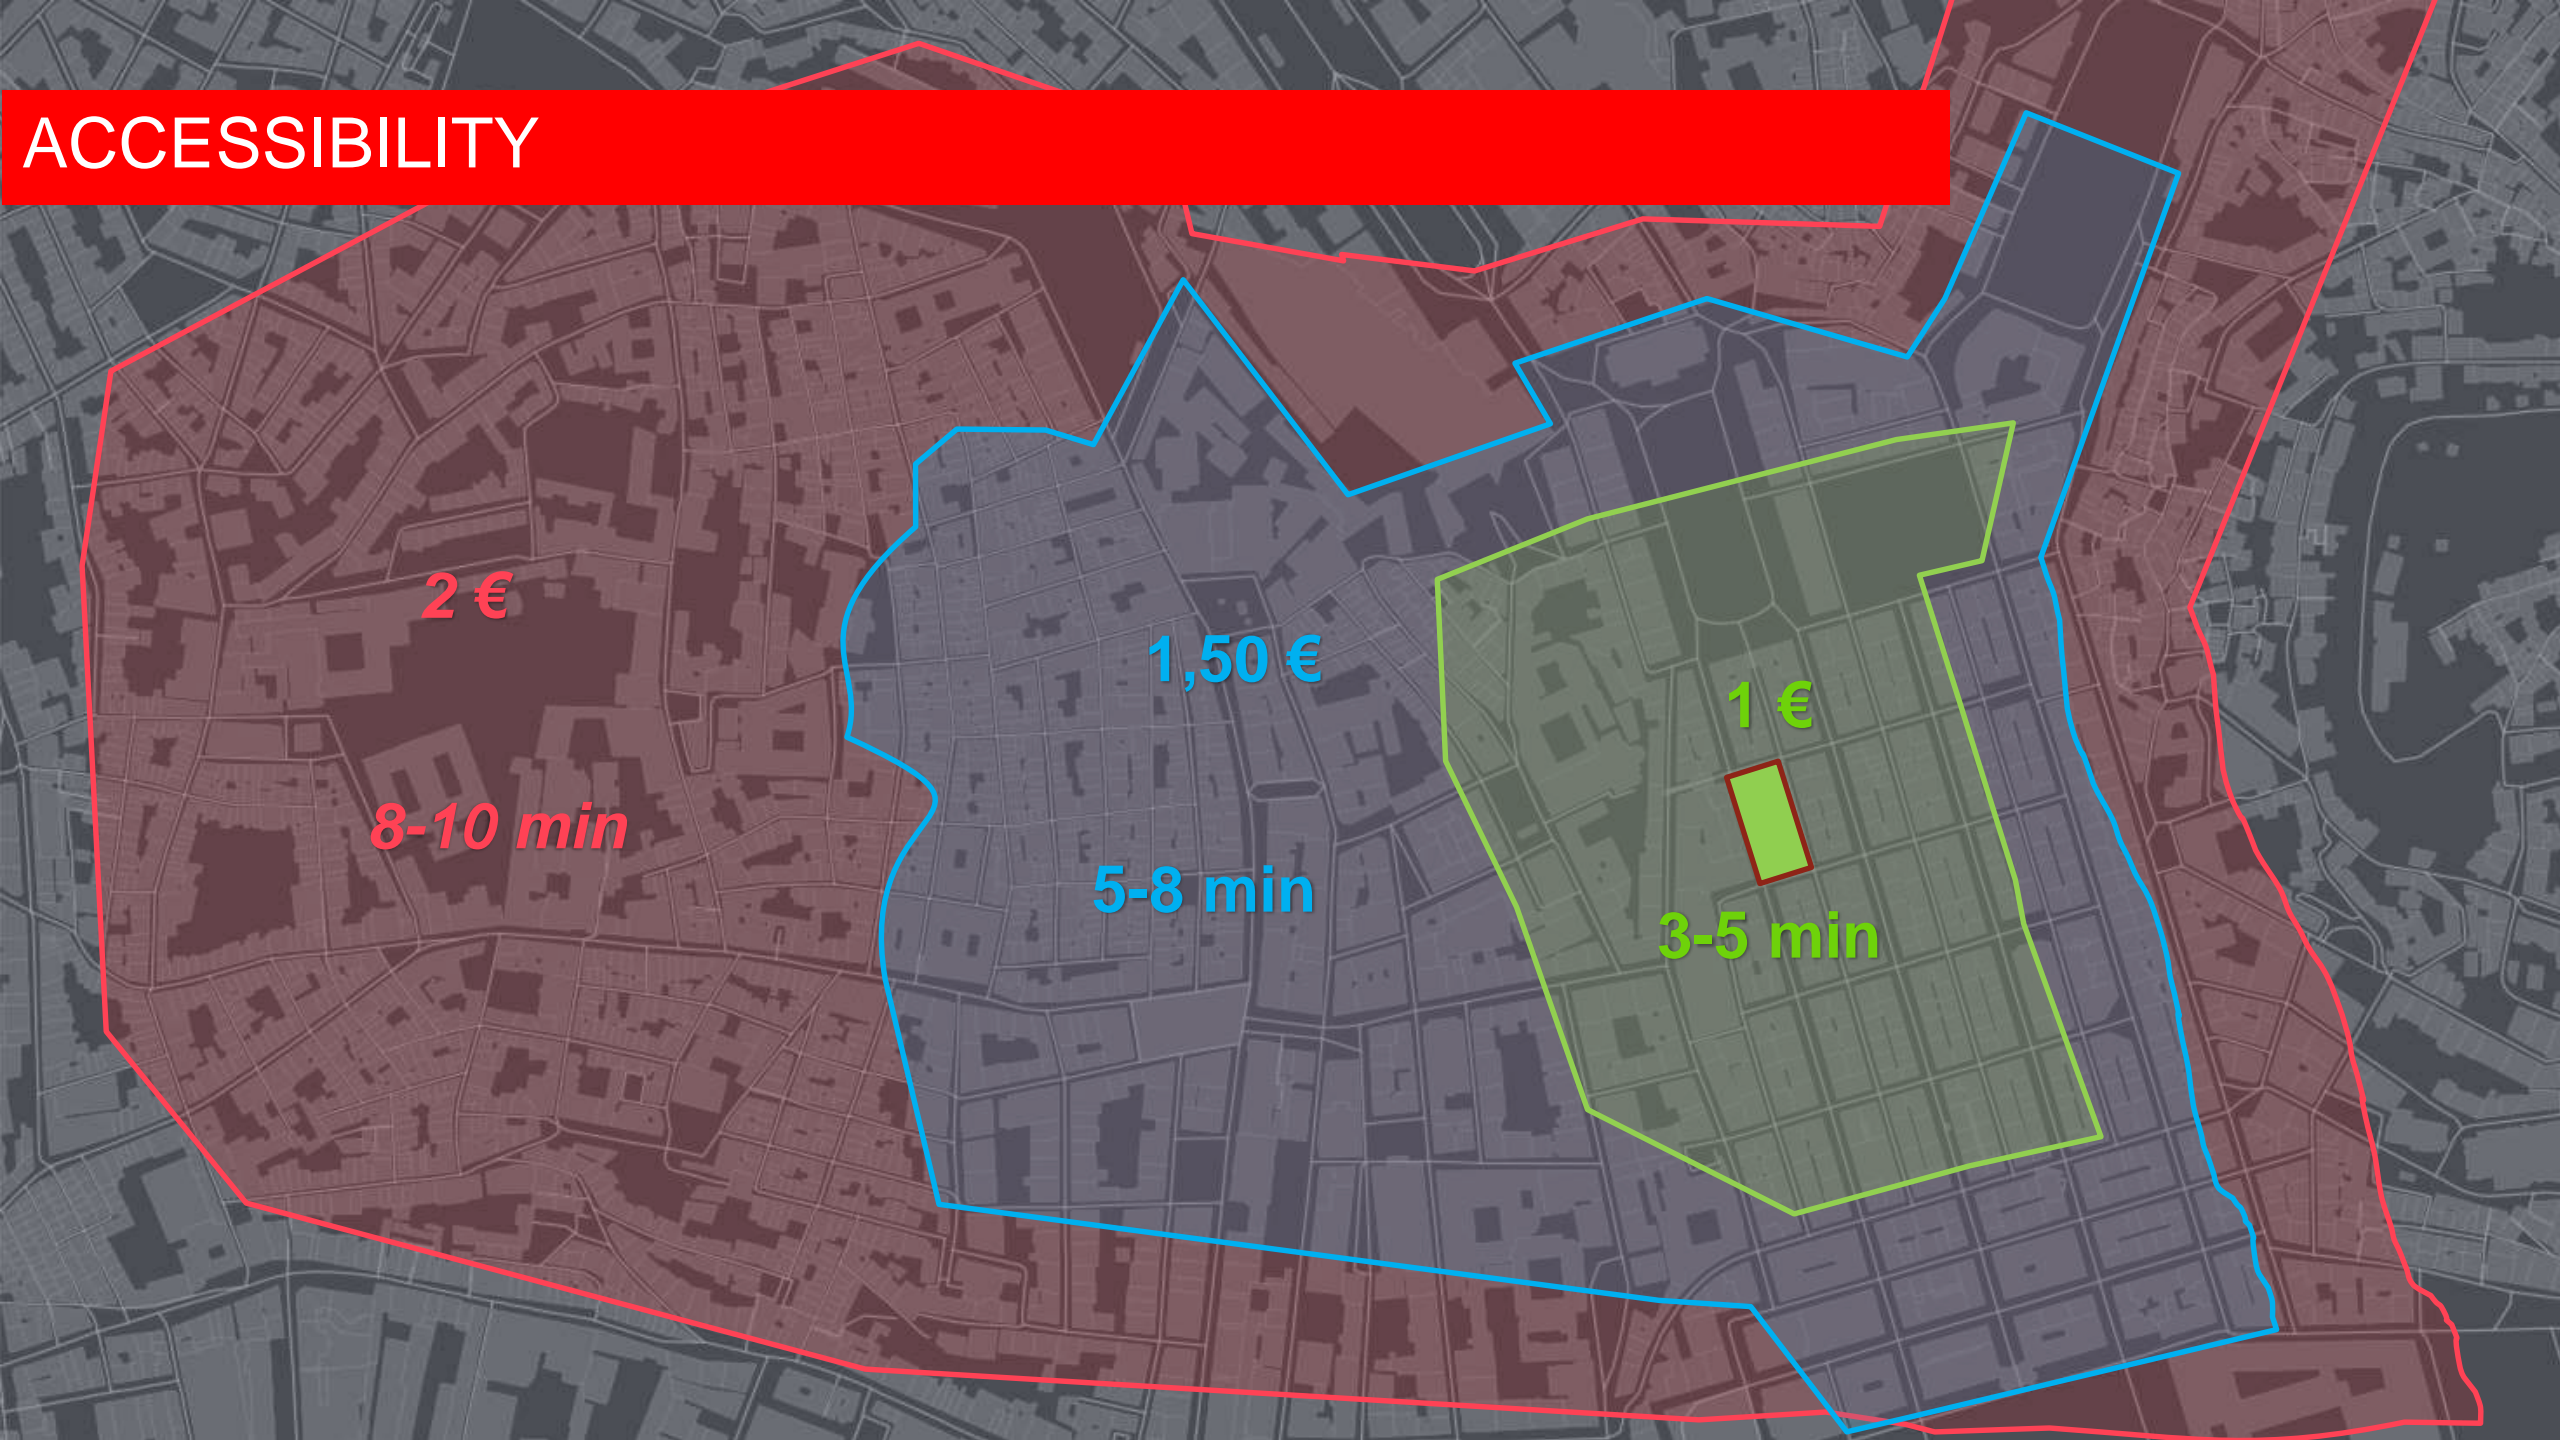 ACCESSIBILITY
2 €
8-10 min
1,50 €
5-8 min
1 €
3-5 min